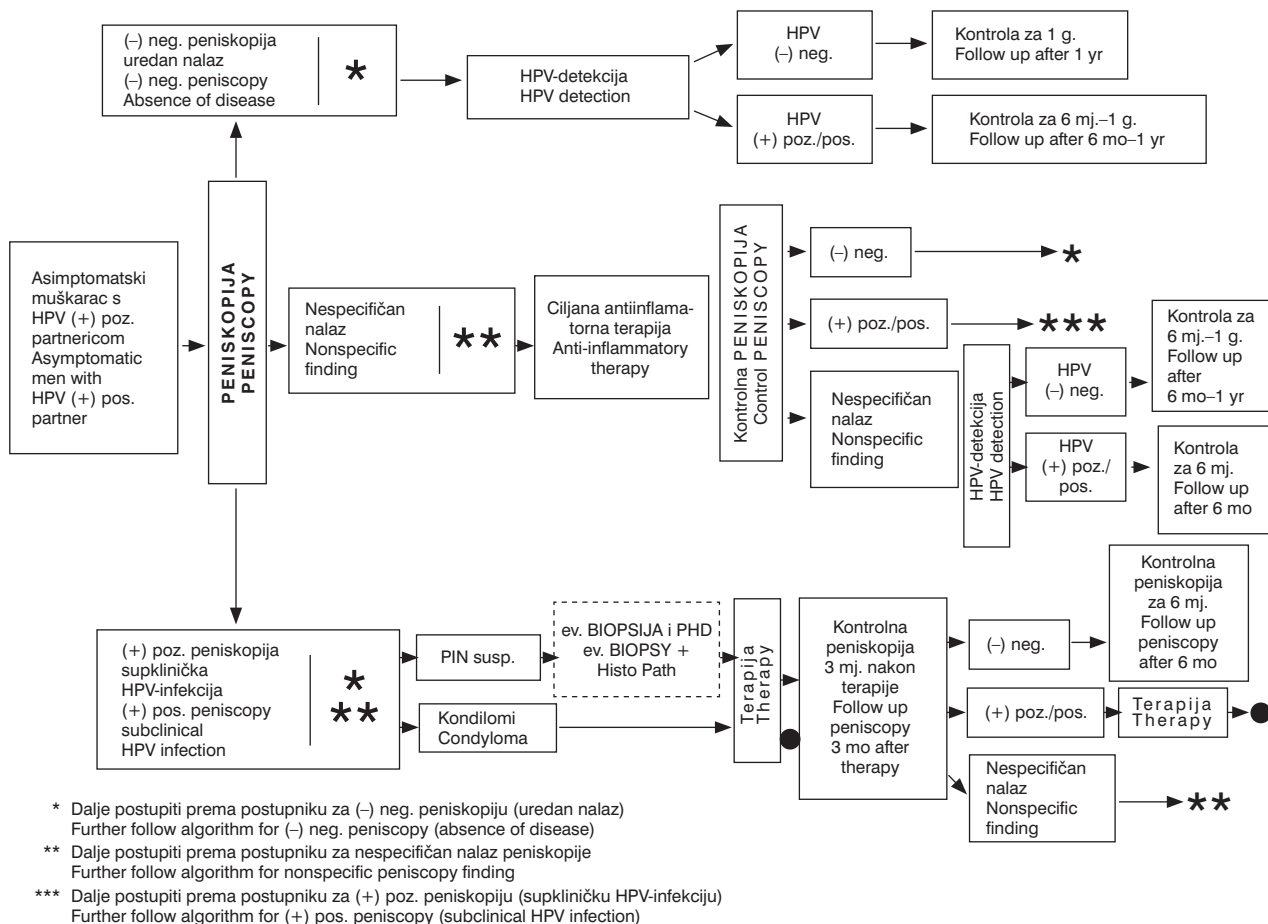 (–) neg. peniskopija
uredan nalaz
(–) neg. peniscopy
Absence of disease
*
HPV-detekcija
HPV detection
HPV
(–) neg.
Kontrola za 1 g.
Follow up after 1 yr
HPV
(+) poz./pos.
Kontrola za 6 mj.–1 g.
Follow up after 6 mo–1 yr
Asimptomatski
muškarac s
HPV (+) poz.
partnericom
Asymptomatic
men with
HPV (+) pos.
partner
PENISKOPIJA
PENISCOPY
Nespecifičan
nalaz
Nonspecific
finding
**
Ciljana antiinflama-
torna terapija
Anti-inflammatory
therapy
Kontrolna PENISKOPIJA
Control PENISCOPY
(–) neg.
*
(+) poz./pos.
***
Nespecifičan
nalaz
Nonspecific
finding
HPV-detekcija
HPV detection
HPV
(–) neg.
Kontrola za
6 mj.–1 g.
Follow up
after
6 mo–1 yr
HPV
(+) poz./
pos.
Kontrola
za 6 mj.
Follow up
after 6 mo
(+) poz. peniskopija
supklinička
HPV-infekcija
(+) pos. peniscopy
subclinical
HPV infection
*
**
PIN susp.
ev. BIOPSIJA i PHD
ev. BIOPSY +
Histo Path
Kondilomi
Condyloma
Terapija
Therapy
Kontrolna
peniskopija
3 mj. nakon
terapije
Follow up
peniscopy
3 mo after
therapy
(–) neg.
Kontrolna
peniskopija
za 6 mj.
Follow up
peniscopy
after 6 mo
(+) poz./pos.
Terapija
Therapy
Nespecifičan
nalaz
Nonspecific
finding
**
* Dalje postupiti prema postupniku za (–) neg. peniskopiju (uredan nalaz)
Further follow algorithm for (–) neg. peniscopy (absence of disease)
** Dalje postupiti prema postupniku za nespecifičan nalaz peniskopije
Further follow algorithm for nonspecific peniscopy finding
*** Dalje postupiti prema postupniku za (+) poz. peniskopiju (supkliničku HPV-infekciju)
Further follow algorithm for (+) pos. peniscopy (subclinical HPV infection)